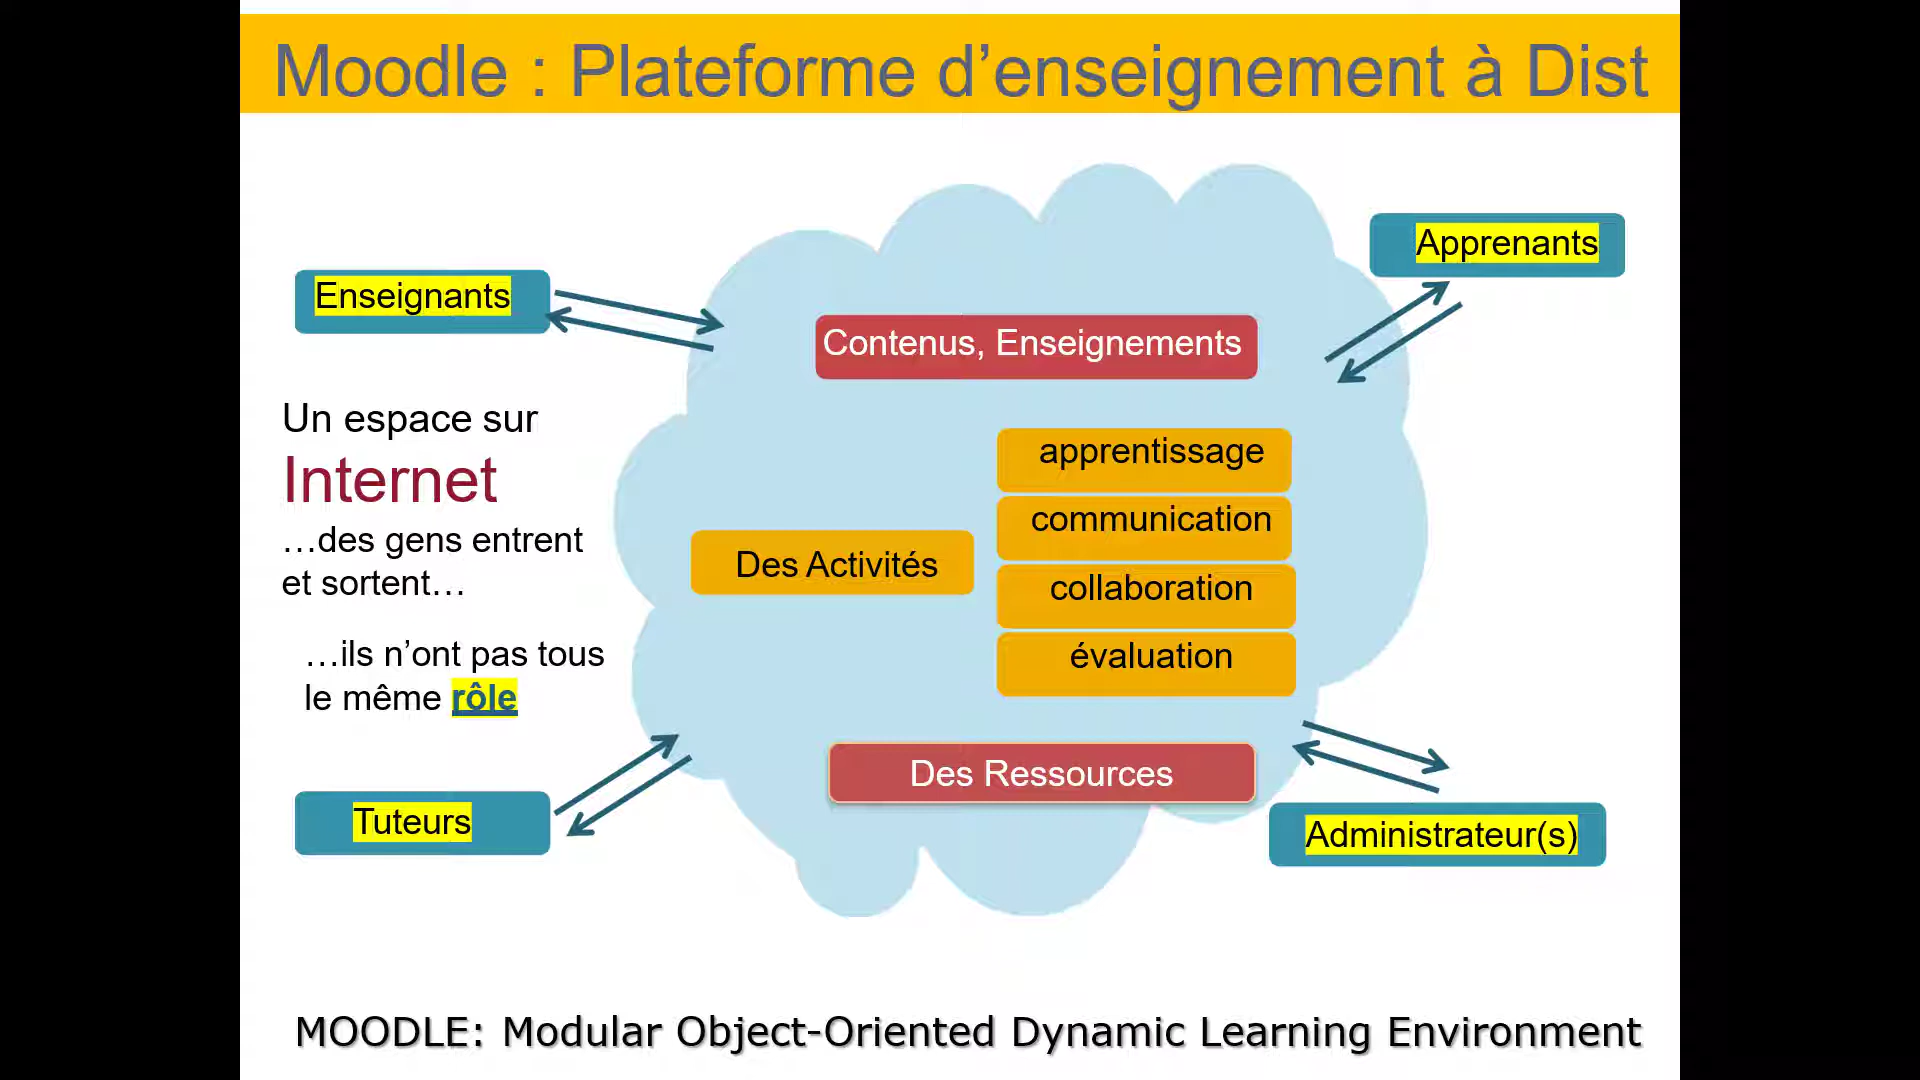 Moodle : Plateforme d’enseignement à Dist
Apprenants
Enseignants
Contenus, Enseignements
Un espace sur
Internet
…des gens entrent
et sortent…
…ils n’ont pas tous
le même rôle
apprentissage
communication
Des Activités
collaboration
évaluation
Des Ressources
Tuteurs
Administrateur(s)
MOODLE: Modular Object-Oriented Dynamic Learning Environment